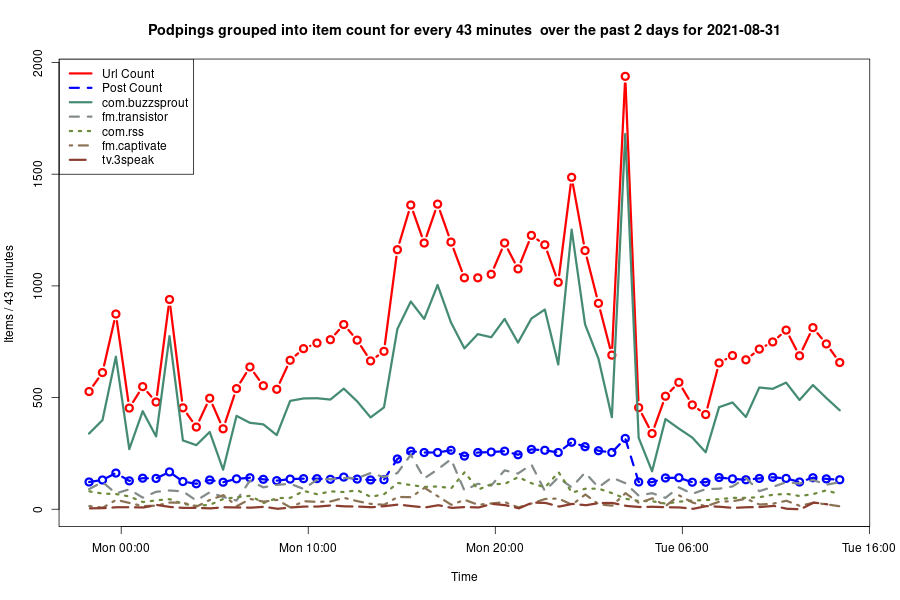 Podpings grouped into item count for every 43 minutes  over the past 2 days for 2021-08-31
Url Count
Post Count
com.buzzsprout
fm.transistor
com.rss
fm.captivate
tv.3speak
Items / 43 minutes
2000
1500
1000
500
0
Mon 00:00
Mon 10:00
Mon 20:00
Tue 06:00
Tue 16:00
Time